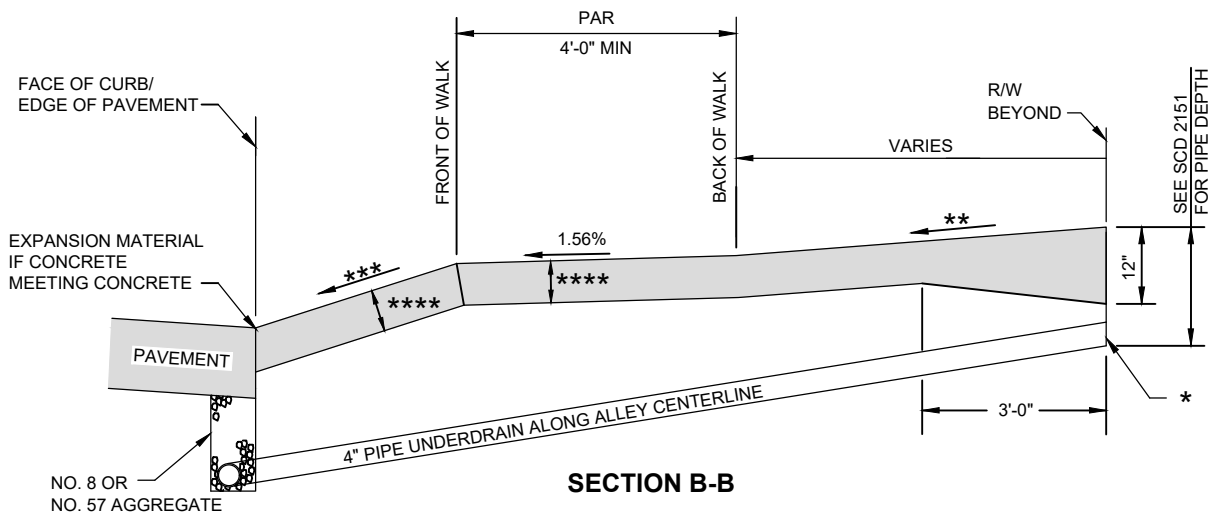 PAR
4'-0" MIN
FACE OF CURB/
EDGE OF PAVEMENT
FRONT OF WALK
BACK OF WALK
R/W
BEYOND
VARIES
SEE SCD 2151
FOR PIPE DEPTH
EXPANSION MATERIAL
IF CONCRETE
MEETING CONCRETE
***
****
1.56%
****
**
12"
PAVEMENT
4" PIPE UNDERDRAIN ALONG ALLEY CENTERLINE
3'-0"
*
NO. 8 OR
NO. 57 AGGREGATE
SECTION B-B